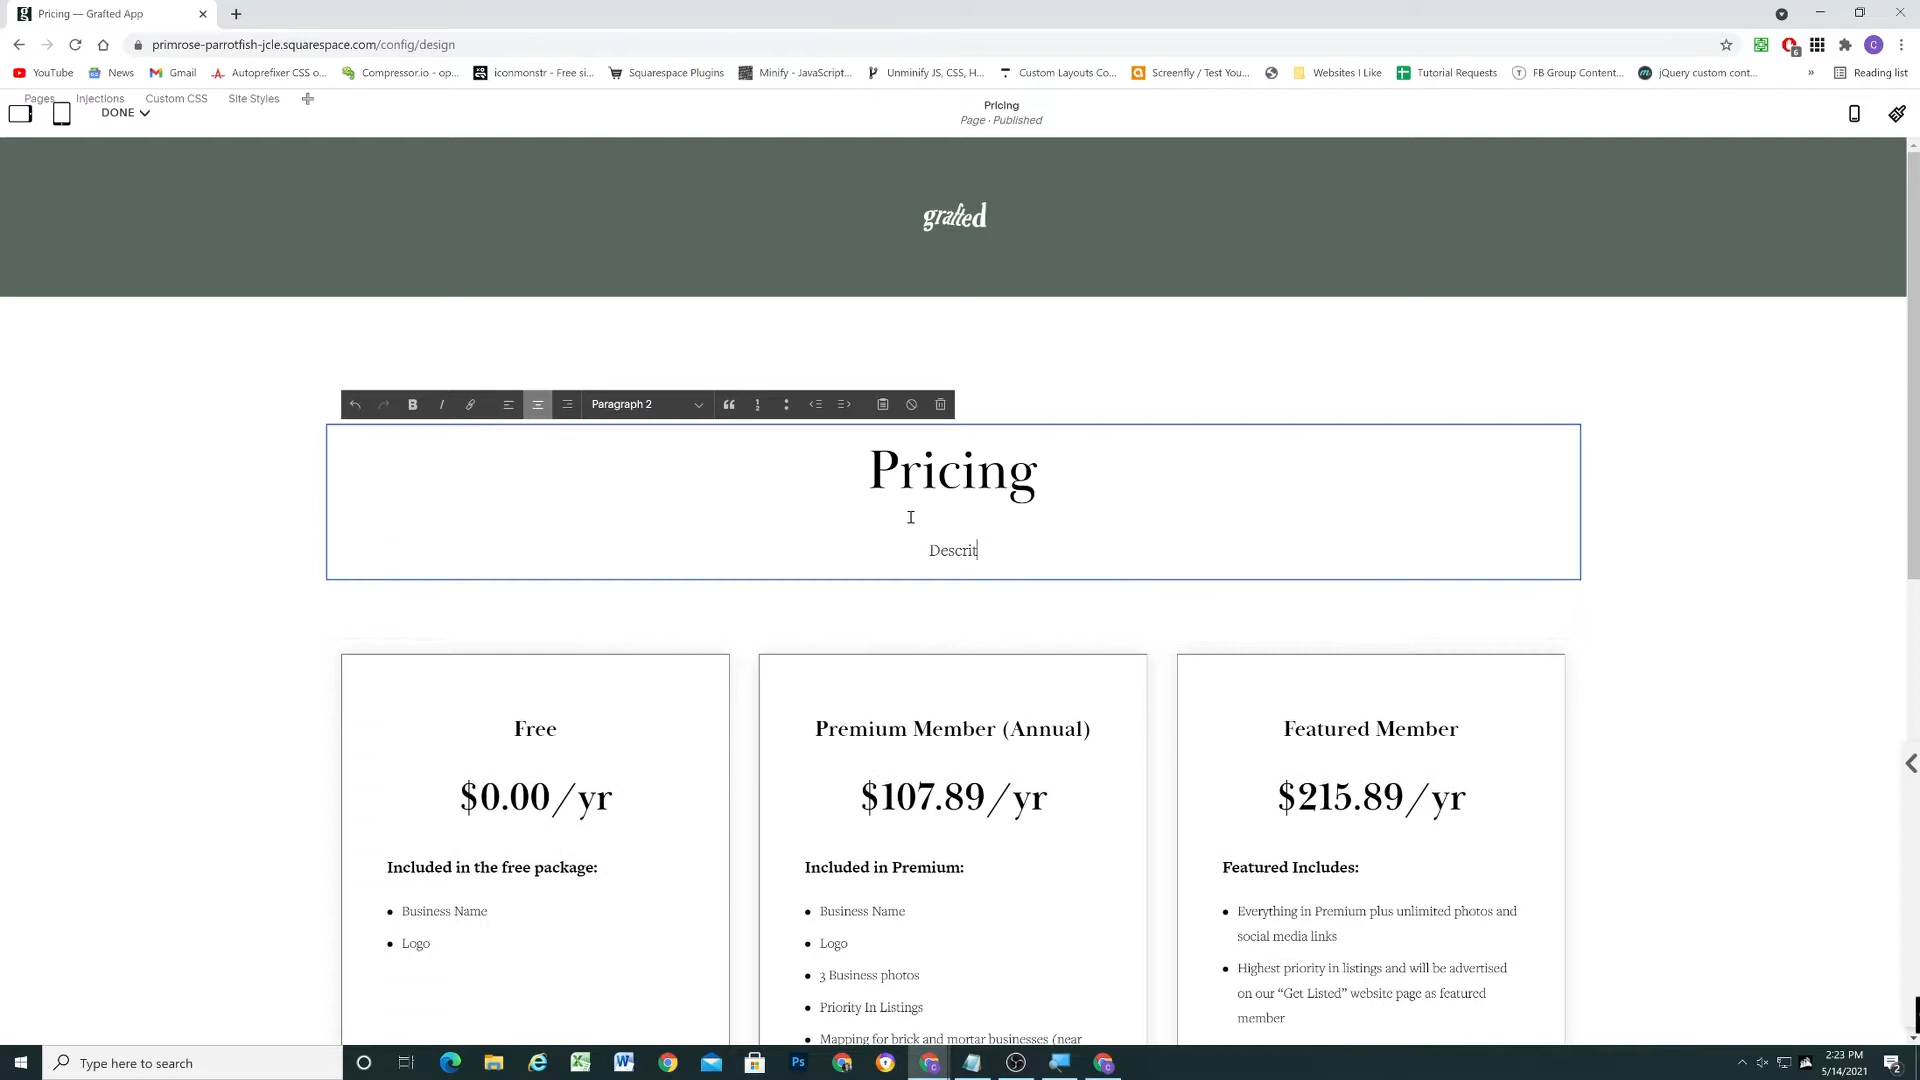 Pricing — Grafted App
primrose-parrotfish-jcle.squarespace.com/config/design
YouTube
News
Gmail
Autoprefixer CSS o...
Compressor.io - op...
iconmonstr - Free si...
Squarespace Plugins
Minify - JavaScript...
Unminify JS, CSS, H...
Custom Layouts Co...
Screenfly / Test You...
Websites I Like
Tutorial Requests
FB Group Content...
jQuery custom cont...
»
Reading list
Pages
Injections
Custom CSS
Site Styles
DONE
Pricing
Page · Published
grafted
Paragraph 2
Pricing
Descrit
Free
$0.00/yr
Included in the free package:
• Business Name
• Logo
Premium Member (Annual)
$107.89/yr
Included in Premium:
• Business Name
• Logo
• 3 Business photos
• Priority In Listings
• Mapping for brick and mortar businesses (near
Featured Member
$215.89/yr
Featured Includes:
• Everything in Premium plus unlimited photos and
social media links
• Highest priority in listings and will be advertised
on our “Get Listed” website page as featured
member
Type here to search
2:23 PM
5/14/2021